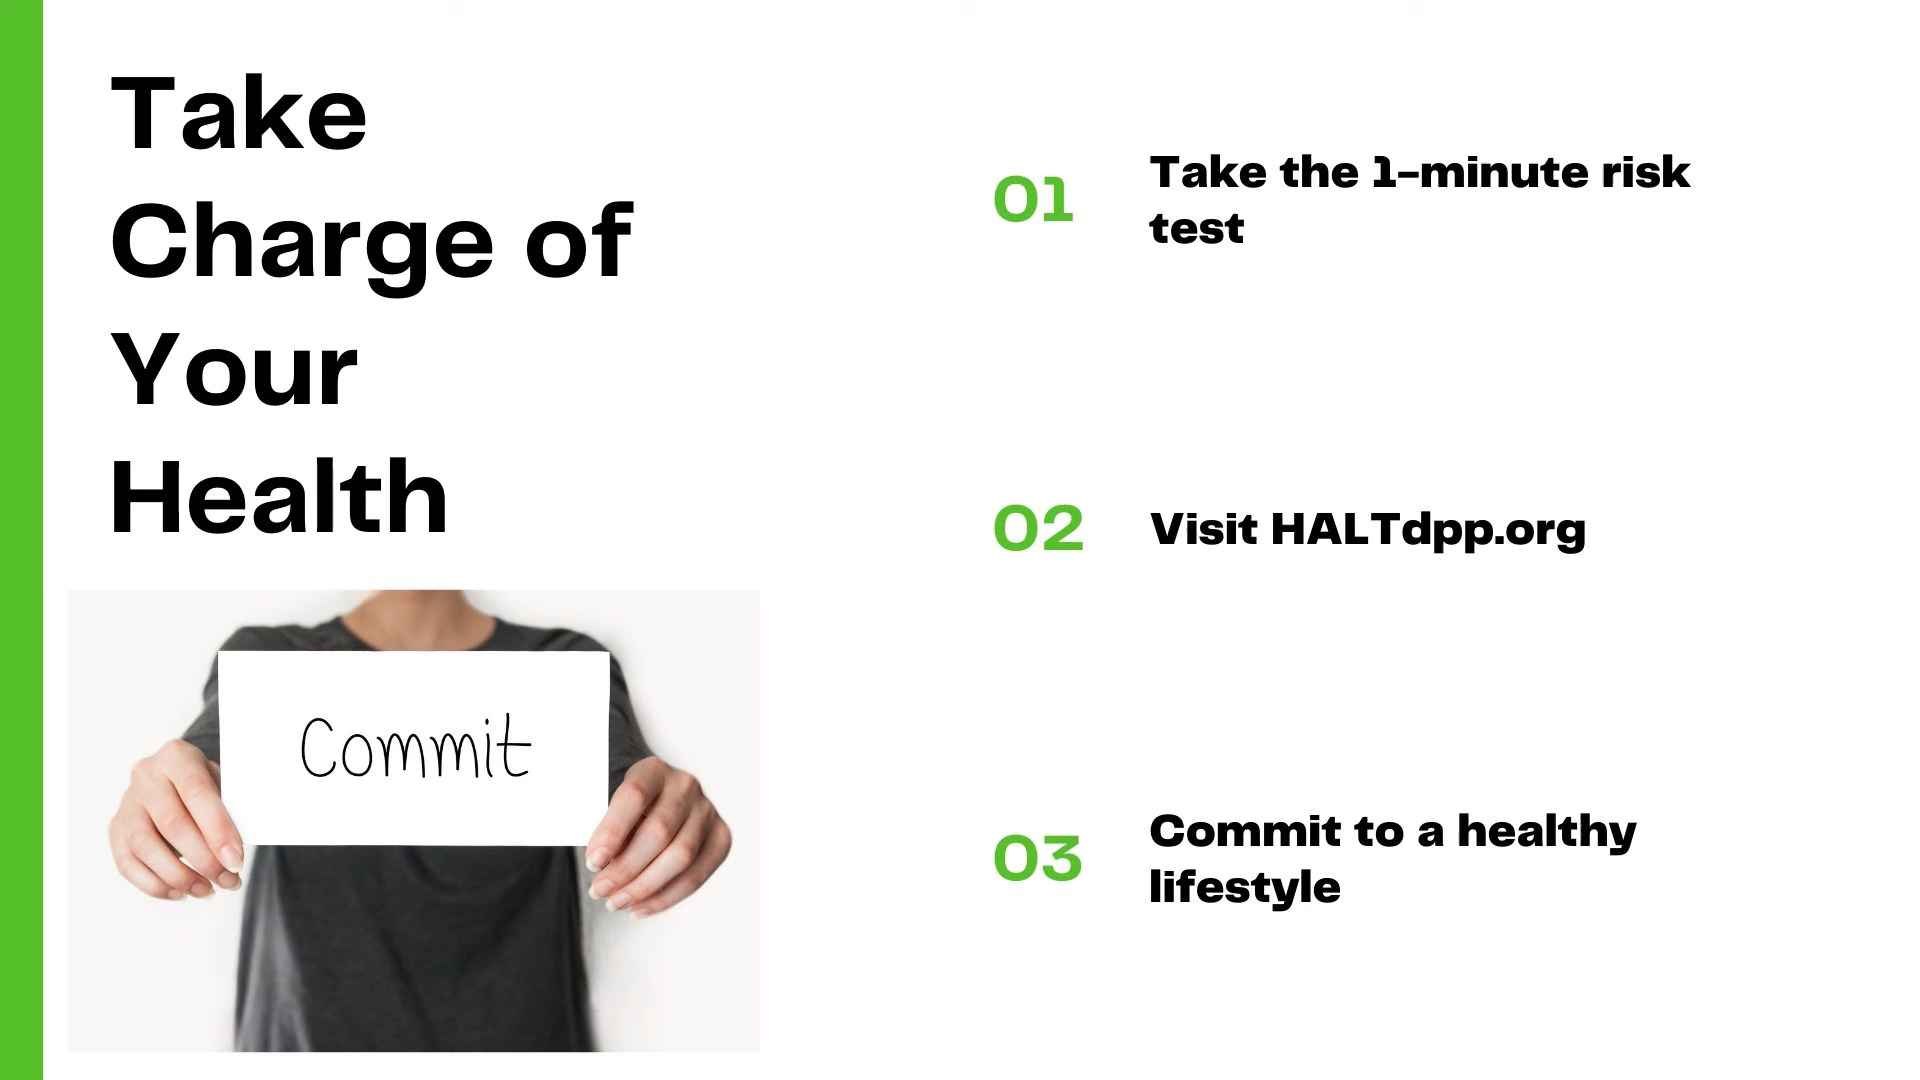 Take
Charge of
Your
Health
Commit
01
Take the 1-minute risk
test
02
Visit HALTdpp.org
03
Commit to a healthy
lifestyle